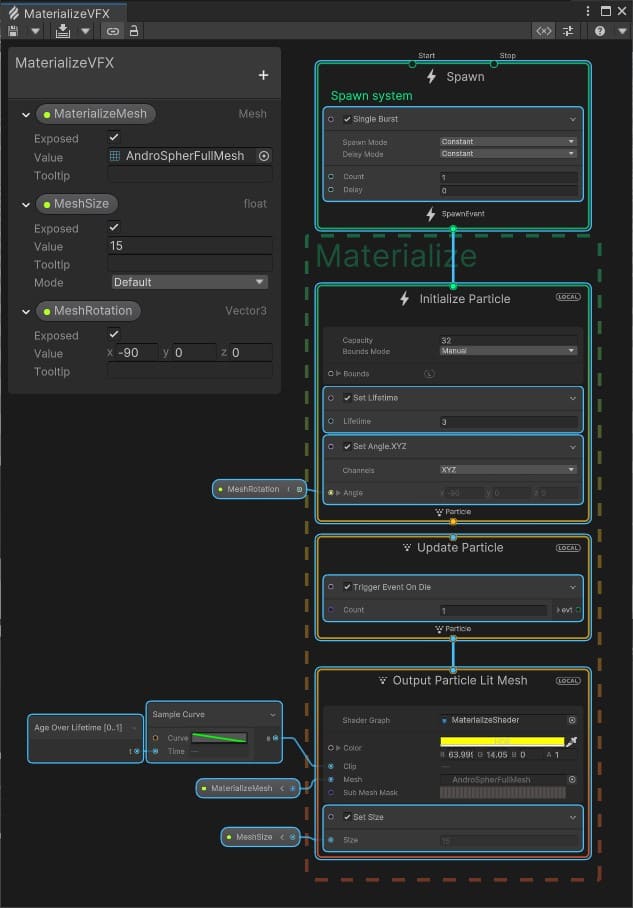 MaterializeVFX
MaterializeVFX
+
MaterializeMesh Mesh
Exposed
Value AndroSpherFullMesh
Tooltip
MeshSize float
Exposed
Value 15
Tooltip
Mode Default
MeshRotation Vector3
Exposed
Value x -90 y 0 z 0
Tooltip
Start Stop
Spawn
Spawn system
Single Burst
Spawn Mode Constant
Delay Mode Constant
Count 1
Delay 0
SpawnEvent
Materialize
Initialize Particle LOCAL
Capacity 32
Bounds Mode Manual
Bounds L
Set Lifetime
Lifetime 3
Set Angle.XYZ
Channels XYZ
MeshRotation
Angle x -90 y 0 z 0
Particle
Update Particle LOCAL
Trigger Event On Die
Count 1 evt
Particle
Output Particle Lit Mesh LOCAL
Shader Graph MaterializeShader
Color
R 63.999 G 14.05 B 0 A 1
Clip
Mesh AndroSpherFullMesh
Sub Mesh Mask
Set Size
Size 15
Age Over Lifetime [0..1]
t
Sample Curve
Curve s
Time
MaterializeMesh
MeshSize